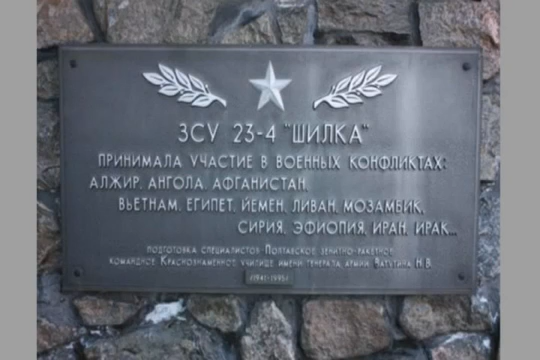 ЗСУ 23-4 "ШИЛКА"
ПРИНИМАЛА УЧАСТИЕ В ВОЕННЫХ КОНФЛИКТАХ:
АЛЖИР, АНГОЛА, АФГАНИСТАН,
ВЬЕТНАМ, ЕГИПЕТ, ЙЕМЕН, ЛИВАН, МОЗАМБИК,
СИРИЯ, ЭФИОПИЯ, ИРАН, ИРАК...
ПОДГОТОВКА СПЕЦИАЛИСТОВ ПОЛТАВСКОЕ ЗЕНИТНО-РАКЕТНОЕ
КОМАНДНОЕ КРАСНОЗНАМЕННОЕ УЧИЛИЩЕ ИМЕНИ ГЕНЕРАЛА АРМИИ ВАТУТИНА Н.В.
(1941-1995)